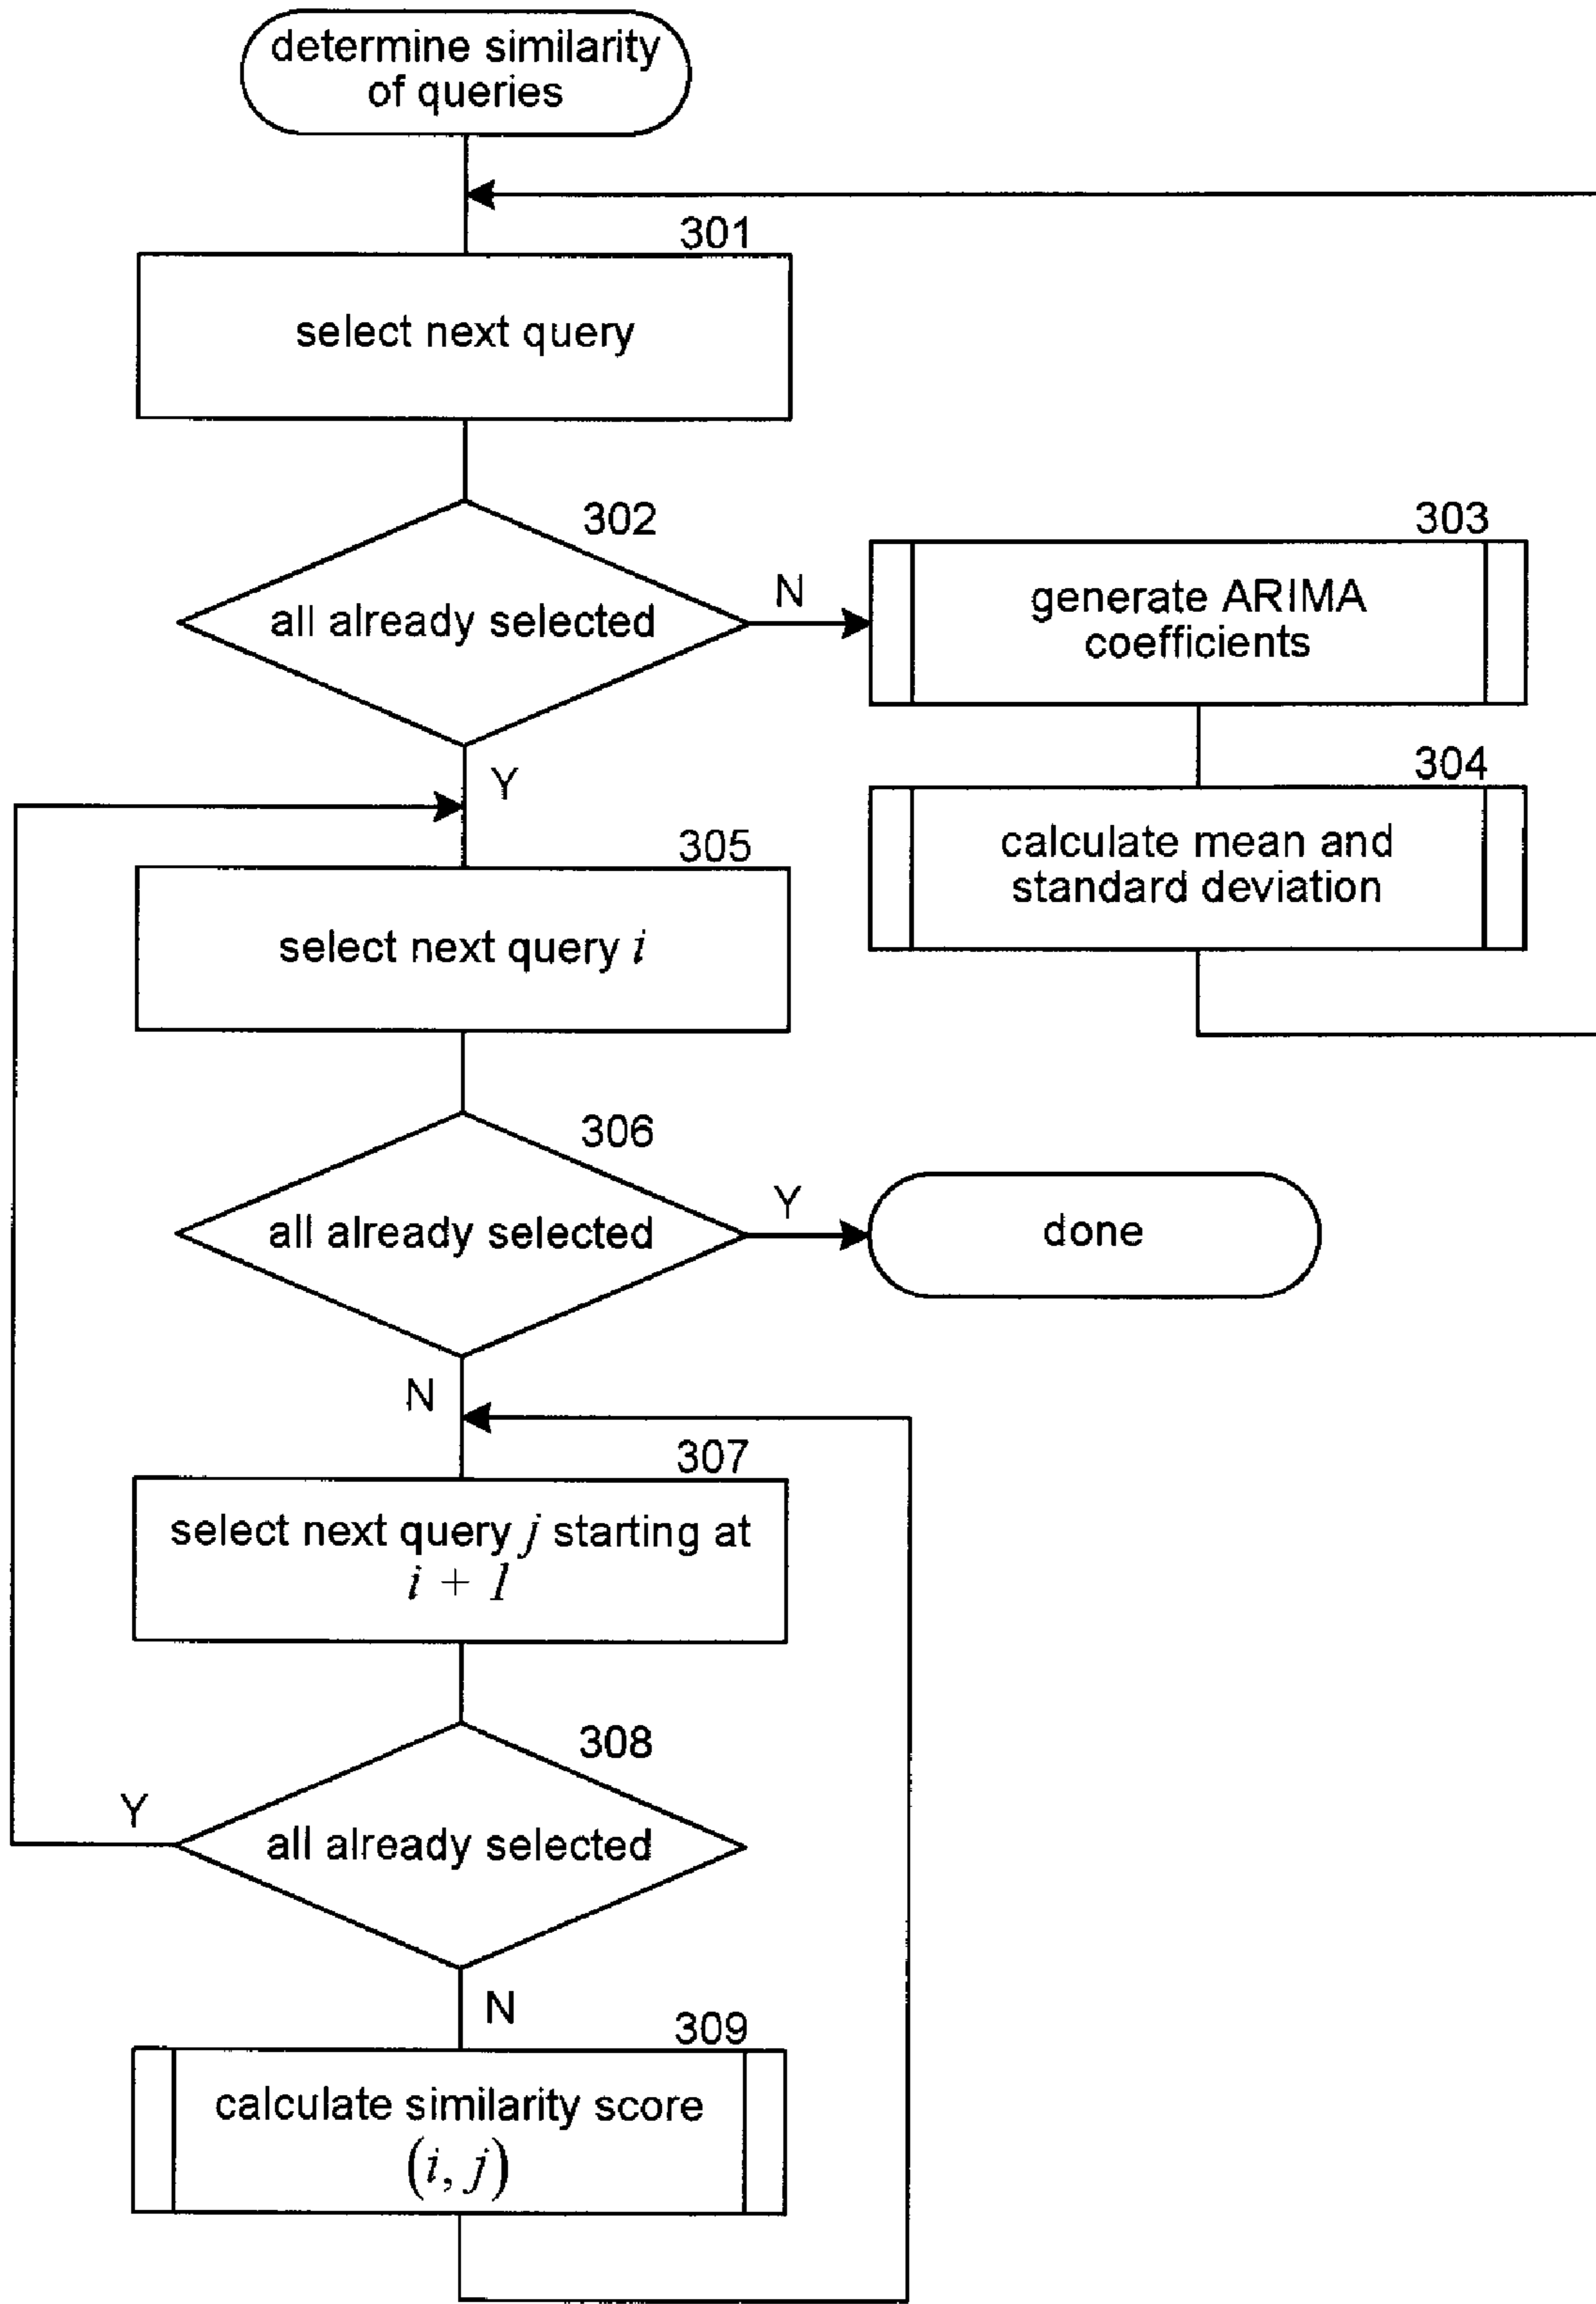 determine similarity
of queries
301
select next query
302
all already selected
N
303
generate ARIMA
coefficients
Y
304
calculate mean and
standard deviation
305
select next query i
306
all already selected
Y
done
N
307
select next query j starting at
i + 1
308
all already selected
Y
N
309
calculate similarity score
(i, j)